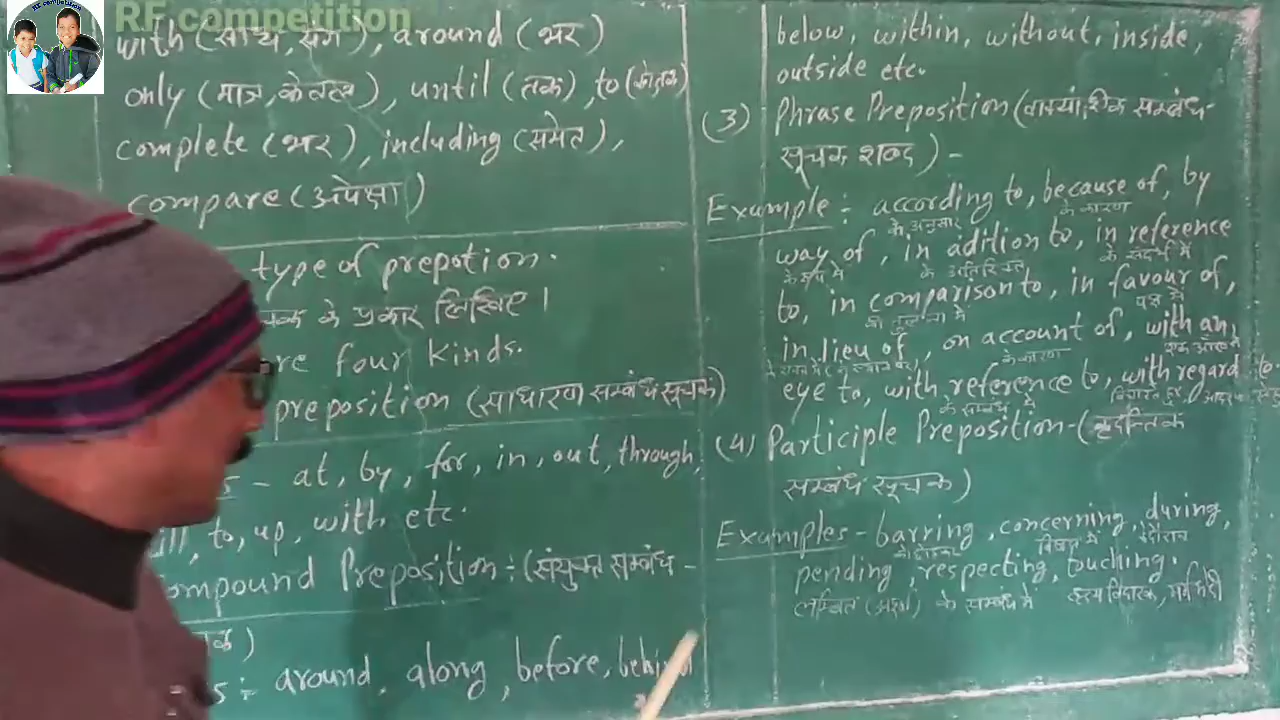 RF competition
RF competition
with (साथ, संग), around (भर)
only (मात्र, केवल), until (तक), to (को, तक)
complete (भर), including (समेत),
compare (अपेक्षा)
type of prepotion.
के प्रकार लिखिए।
re four kinds.
preposition (साधारण सम्बंध सूचक)
s - at, by, for, in, out, through,
ill, to, up, with, etc.
ompound Preposition :- (संयुक्त सम्बंध -
चक)
s :- around, along, before, behind
below, within, without, inside,
outside etc.
(3) Phrase Preposition (वाक्यांशिक सम्बंध-
सूचक शब्द) -
Example :- according to, because of, by
के अनुसार के कारण
way of, in adition to, in reference
के रूप में के अतिरिक्त के संदर्भ में
to, in comparison to, in favour of,
की तुलना में पक्ष में
in lieu of, on account of, with an
के कारण
eye to, with reference to, with regard to
के सम्बंध में
(4) Participle Preposition - (कृदन्तिक
सम्बंध सूचक)
Examples - barring, concerning, during,
विषय में के दौरान
pending, respecting, touching.
लम्बित के सम्बंध में